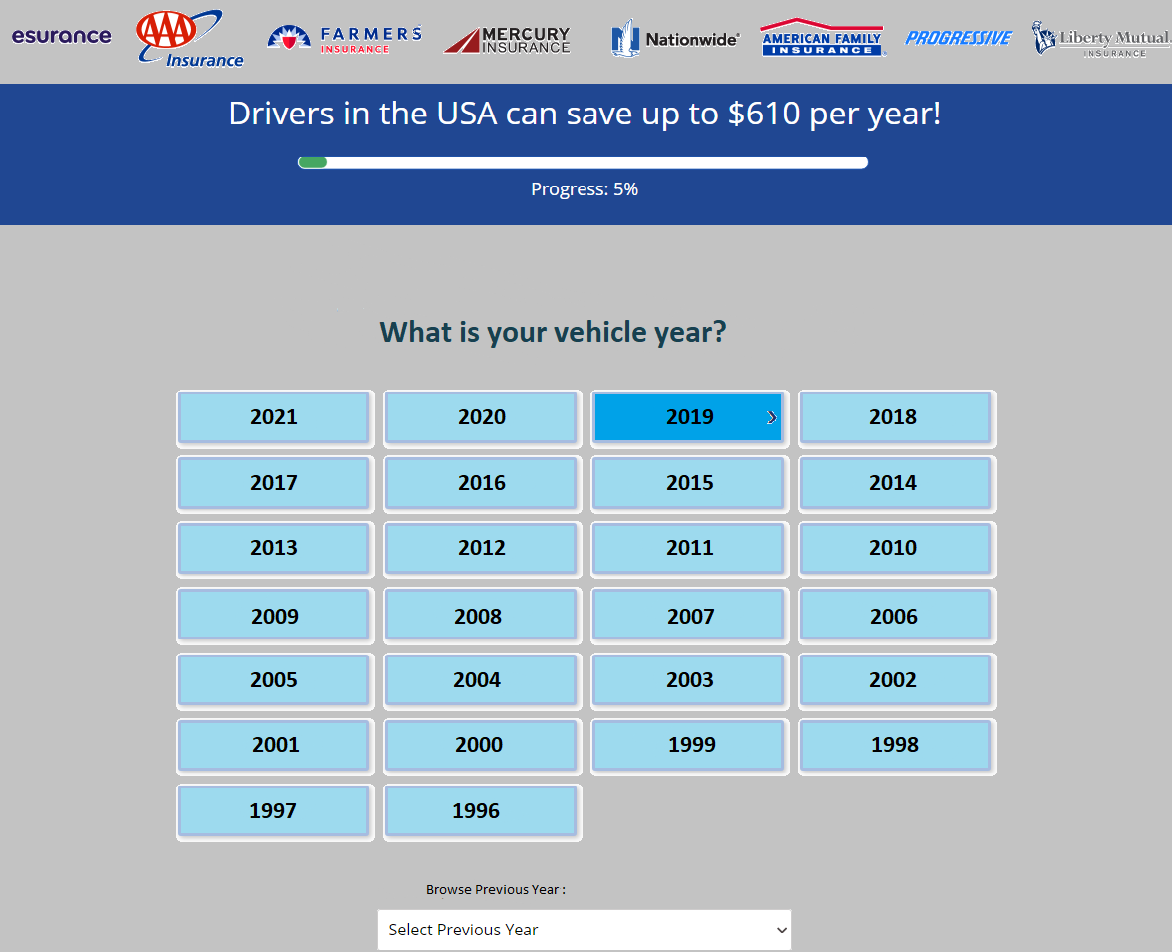 esurance
AAA
Insurance
FARMERS
INSURANCE
MERCURY
INSURANCE
Nationwide®
AMERICAN FAMILY
INSURANCE®
PROGRESSIVE
Liberty Mutual.
INSURANCE
Drivers in the USA can save up to $610 per year!
Progress: 5%
What is your vehicle year?
2021 2020 2019 2018
2017 2016 2015 2014
2013 2012 2011 2010
2009 2008 2007 2006
2005 2004 2003 2002
2001 2000 1999 1998
1997 1996
Browse Previous Year :
Select Previous Year